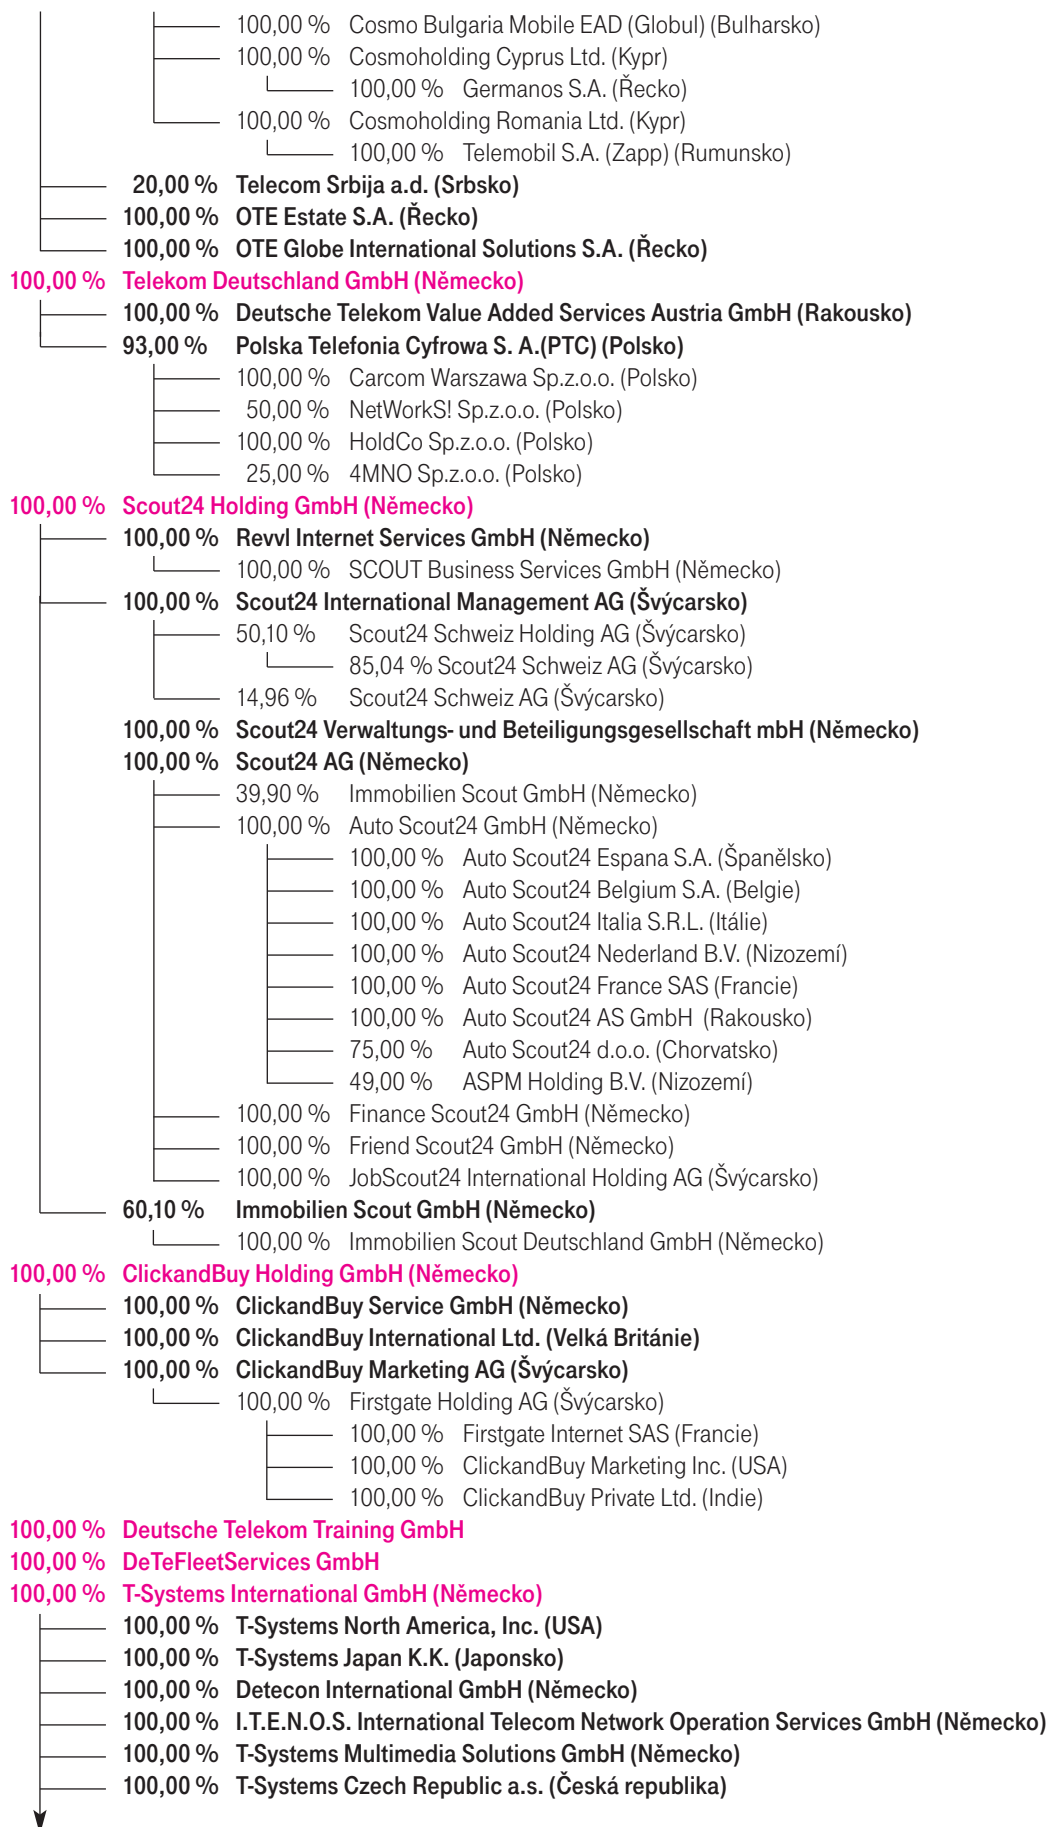 100,00 % Cosmo Bulgaria Mobile EAD (Globul) (Bulharsko)
100,00 % Cosmoholding Cyprus Ltd. (Kypr)
100,00 % Germanos S.A. (Řecko)
100,00 % Cosmoholding Romania Ltd. (Kypr)
100,00 % Telemobil S.A. (Zapp) (Rumunsko)
20,00 % Telecom Srbija a.d. (Srbsko)
100,00 % OTE Estate S.A. (Řecko)
100,00 % OTE Globe International Solutions S.A. (Řecko)
100,00 % Telekom Deutschland GmbH (Německo)
100,00 % Deutsche Telekom Value Added Services Austria GmbH (Rakousko)
93,00 % Polska Telefonia Cyfrowa S. A.(PTC) (Polsko)
100,00 % Carcom Warszawa Sp.z.o.o. (Polsko)
50,00 % NetWorkS! Sp.z.o.o. (Polsko)
100,00 % HoldCo Sp.z.o.o. (Polsko)
25,00 % 4MNO Sp.z.o.o. (Polsko)
100,00 % Scout24 Holding GmbH (Německo)
100,00 % Revvl Internet Services GmbH (Německo)
100,00 % SCOUT Business Services GmbH (Německo)
100,00 % Scout24 International Management AG (Švýcarsko)
50,10 % Scout24 Schweiz Holding AG (Švýcarsko)
85,04 % Scout24 Schweiz AG (Švýcarsko)
14,96 % Scout24 Schweiz AG (Švýcarsko)
100,00 % Scout24 Verwaltungs- und Beteiligungsgesellschaft mbH (Německo)
100,00 % Scout24 AG (Německo)
39,90 % Immobilien Scout GmbH (Německo)
100,00 % Auto Scout24 GmbH (Německo)
100,00 % Auto Scout24 Espana S.A. (Španělsko)
100,00 % Auto Scout24 Belgium S.A. (Belgie)
100,00 % Auto Scout24 Italia S.R.L. (Itálie)
100,00 % Auto Scout24 Nederland B.V. (Nizozemí)
100,00 % Auto Scout24 France SAS (Francie)
100,00 % Auto Scout24 AS GmbH (Rakousko)
75,00 % Auto Scout24 d.o.o. (Chorvatsko)
49,00 % ASPM Holding B.V. (Nizozemí)
100,00 % Finance Scout24 GmbH (Německo)
100,00 % Friend Scout24 GmbH (Německo)
100,00 % JobScout24 International Holding AG (Švýcarsko)
60,10 % Immobilien Scout GmbH (Německo)
100,00 % Immobilien Scout Deutschland GmbH (Německo)
100,00 % ClickandBuy Holding GmbH (Německo)
100,00 % ClickandBuy Service GmbH (Německo)
100,00 % ClickandBuy International Ltd. (Velká Británie)
100,00 % ClickandBuy Marketing AG (Švýcarsko)
100,00 % Firstgate Holding AG (Švýcarsko)
100,00 % Firstgate Internet SAS (Francie)
100,00 % ClickandBuy Marketing Inc. (USA)
100,00 % ClickandBuy Private Ltd. (Indie)
100,00 % Deutsche Telekom Training GmbH
100,00 % DeTeFleetServices GmbH
100,00 % T-Systems International GmbH (Německo)
100,00 % T-Systems North America, Inc. (USA)
100,00 % T-Systems Japan K.K. (Japonsko)
100,00 % Detecon International GmbH (Německo)
100,00 % I.T.E.N.O.S. International Telecom Network Operation Services GmbH (Německo)
100,00 % T-Systems Multimedia Solutions GmbH (Německo)
100,00 % T-Systems Czech Republic a.s. (Česká republika)